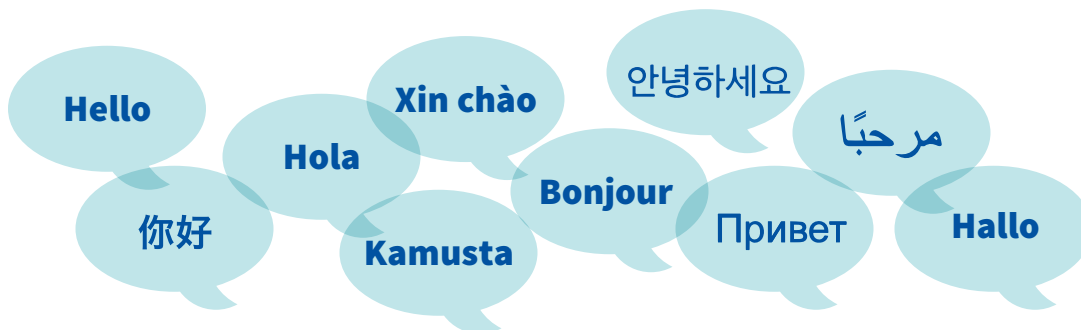 Hello
你好
Hola
Xin chào
Kamusta
Bonjour
안녕하세요
Привет
مرحبًا
Hallo